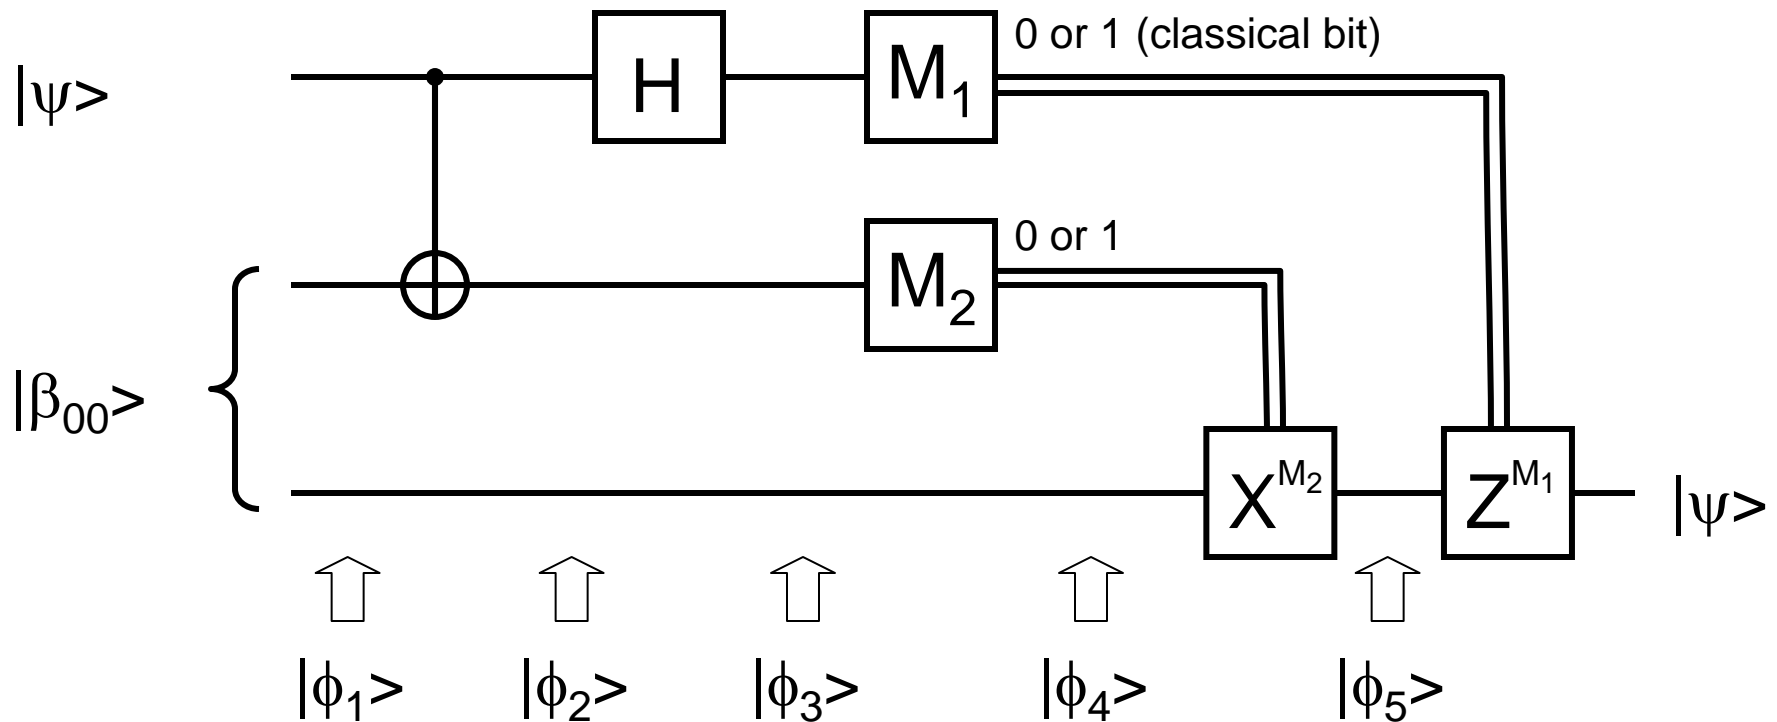 0 or 1 (classical bit)
|ψ>
H
M₁
0 or 1
M₂
|β₀₀>
X^M₂
Z^M₁
|ψ>
|ϕ₁>
|ϕ₂>
|ϕ₃>
|ϕ₄>
|ϕ₅>